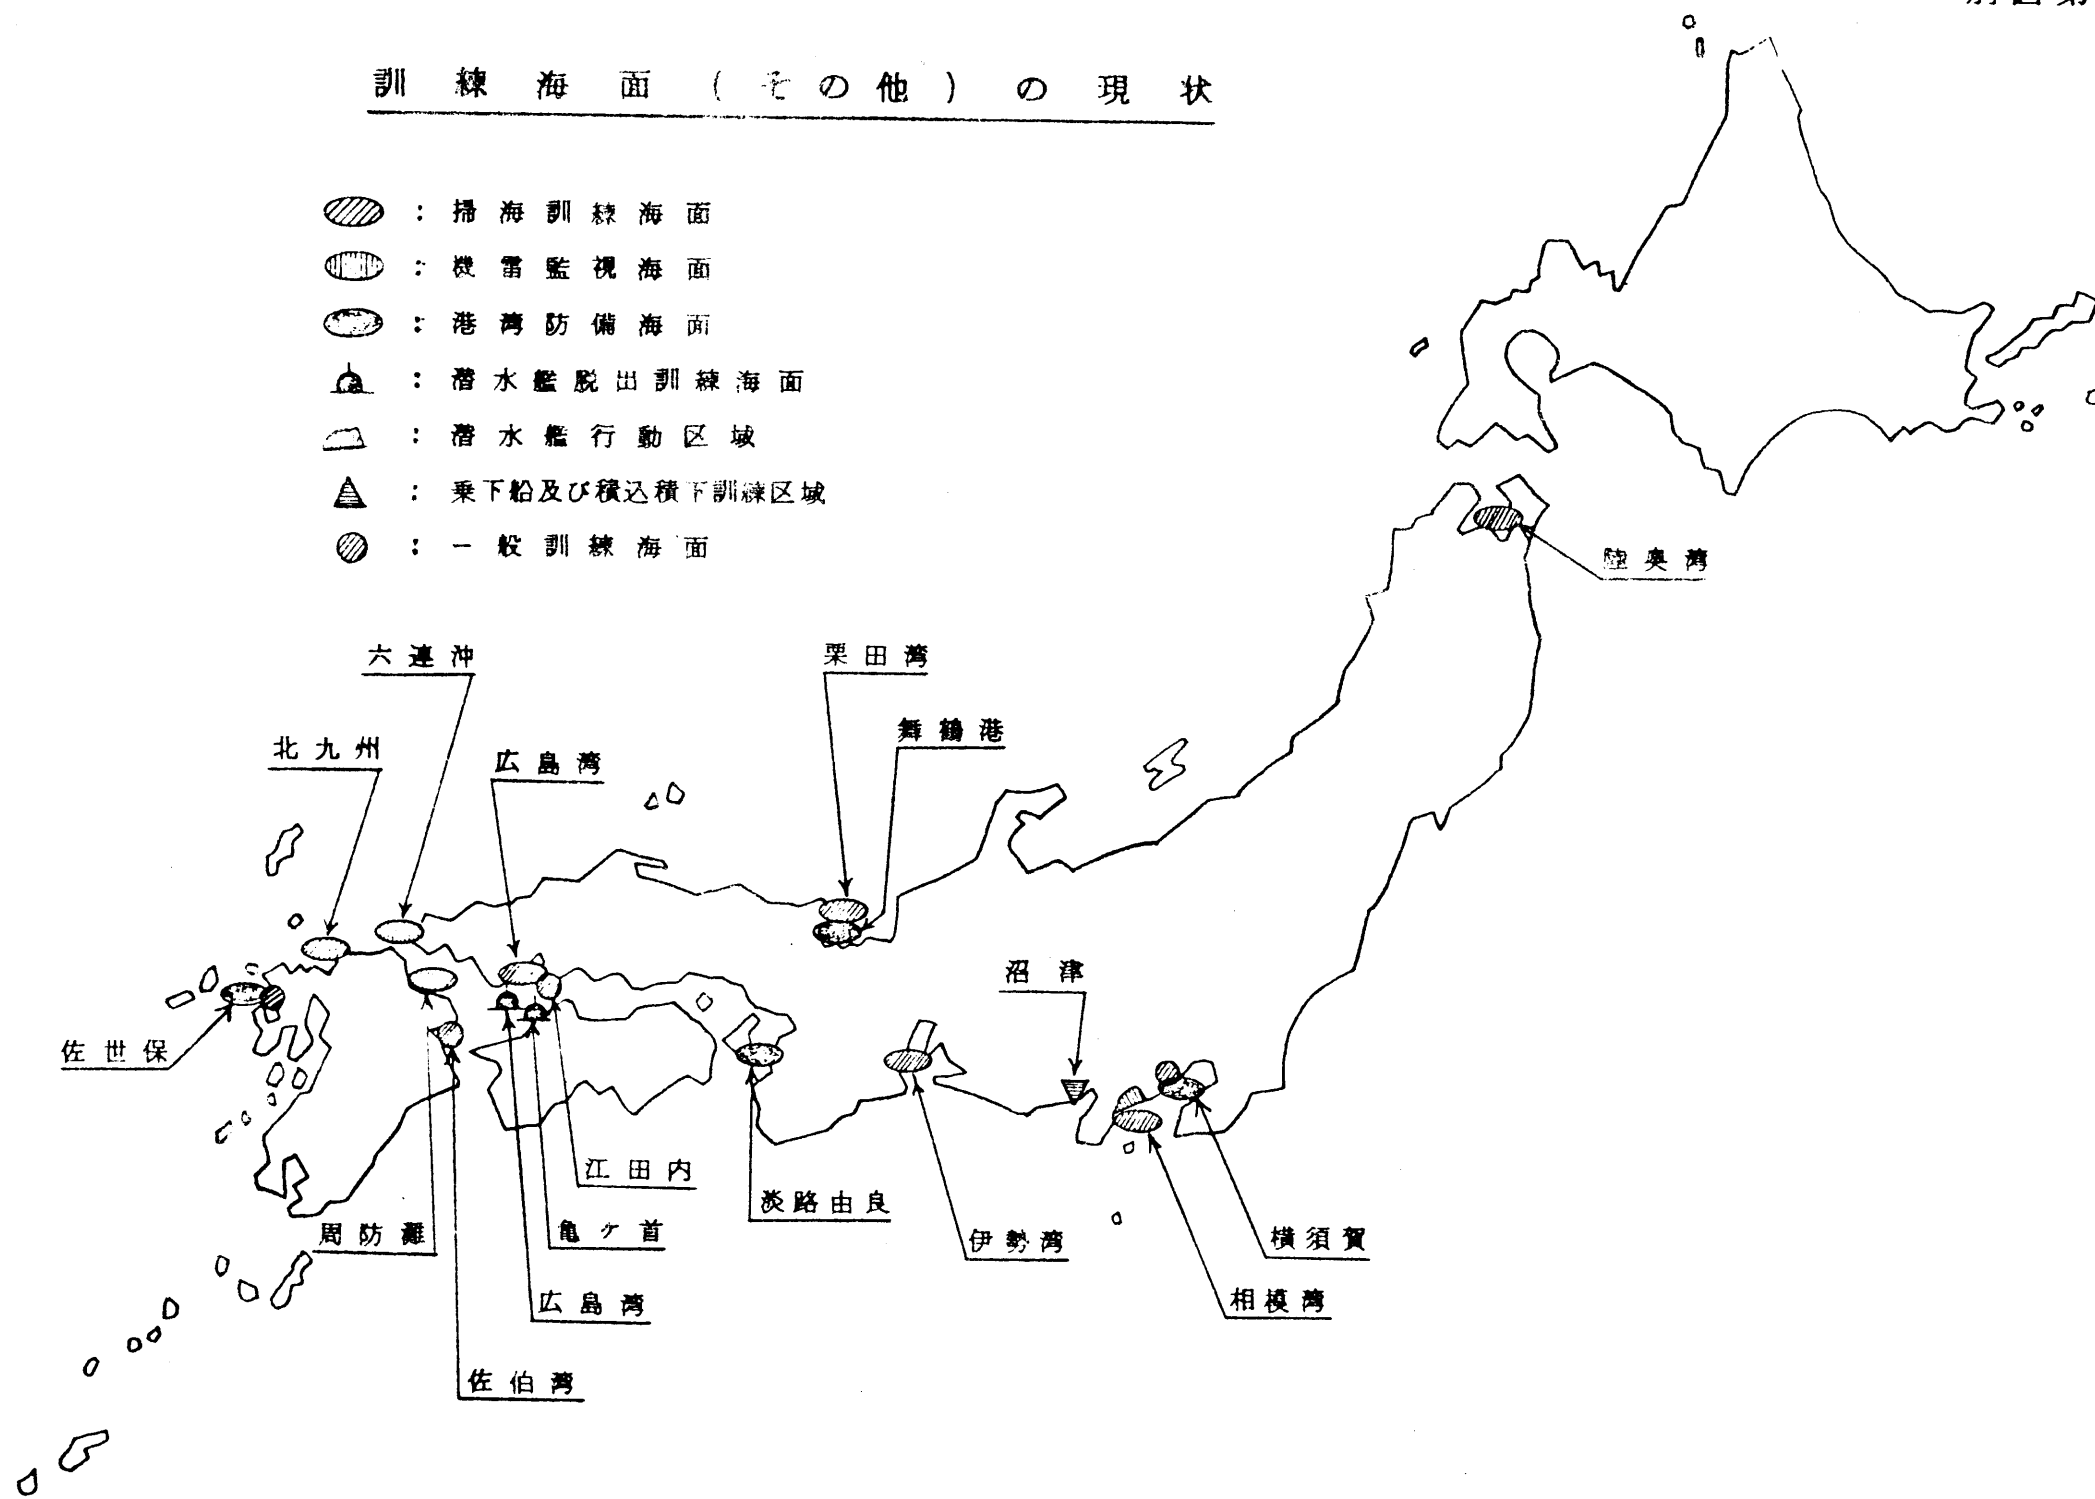 訓練海面(その他)の現状
：掃海訓練海面
：機雷監視海面
：港湾防備海面
：潜水艦脱出訓練海面
：潜水艦行動区域
：乗下船及び積込積下訓練区域
：一般訓練海面
陸奥湾
六連沖
栗田湾
舞鶴港
北九州
広島湾
沼津
佐世保
江田内
淡路由良
周防灘
亀ケ首
伊勢湾
横須賀
広島湾
相模湾
佐伯湾